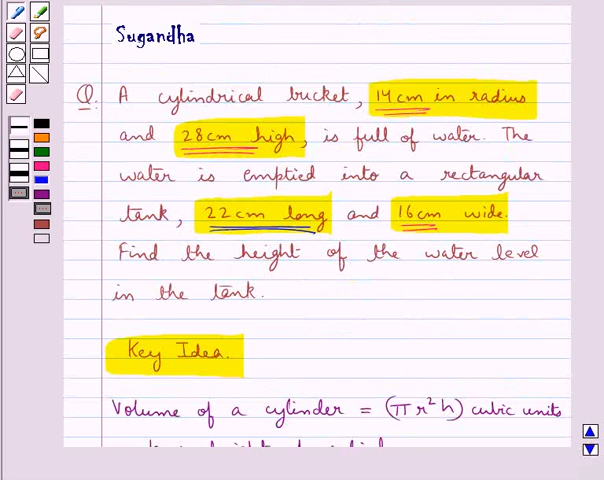 Sugandha
Q. A cylindrical bucket, 14cm in radius
and 28cm high, is full of water. The
water is emptied into a rectangular
tank, 22cm long and 16cm wide.
Find the height of the water level
in the tank.
Key Idea.
Volume of a cylinder = (πr²h) cubic units